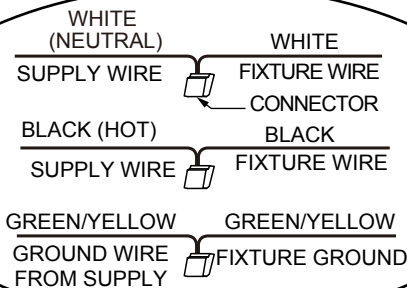 WHITE
(NEUTRAL)
WHITE
SUPPLY WIRE
FIXTURE WIRE
CONNECTOR
BLACK (HOT)
BLACK
SUPPLY WIRE
FIXTURE WIRE
GREEN/YELLOW
GREEN/YELLOW
GROUND WIRE
FROM SUPPLY
FIXTURE GROUND